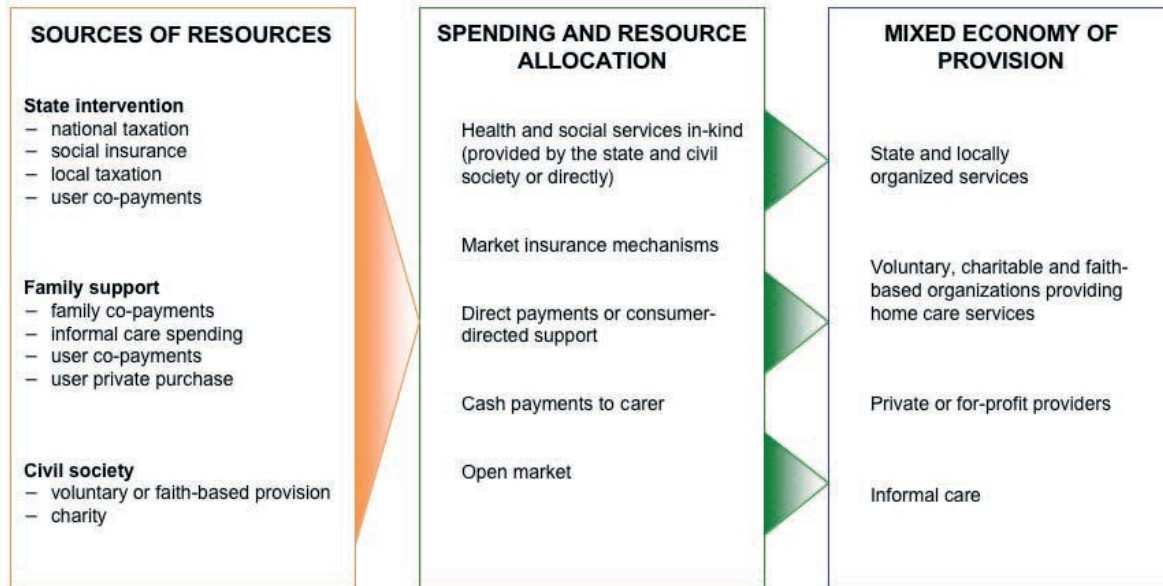 SOURCES OF RESOURCES
State intervention
– national taxation
– social insurance
– local taxation
– user co-payments
Family support
– family co-payments
– informal care spending
– user co-payments
– user private purchase
Civil society
– voluntary or faith-based provision
– charity
SPENDING AND RESOURCE
ALLOCATION
Health and social services in-kind
(provided by the state and civil
society or directly)
Market insurance mechanisms
Direct payments or consumer-
directed support
Cash payments to carer
Open market
MIXED ECONOMY OF
PROVISION
State and locally
organized services
Voluntary, charitable and faith-
based organizations providing
home care services
Private or for-profit providers
Informal care